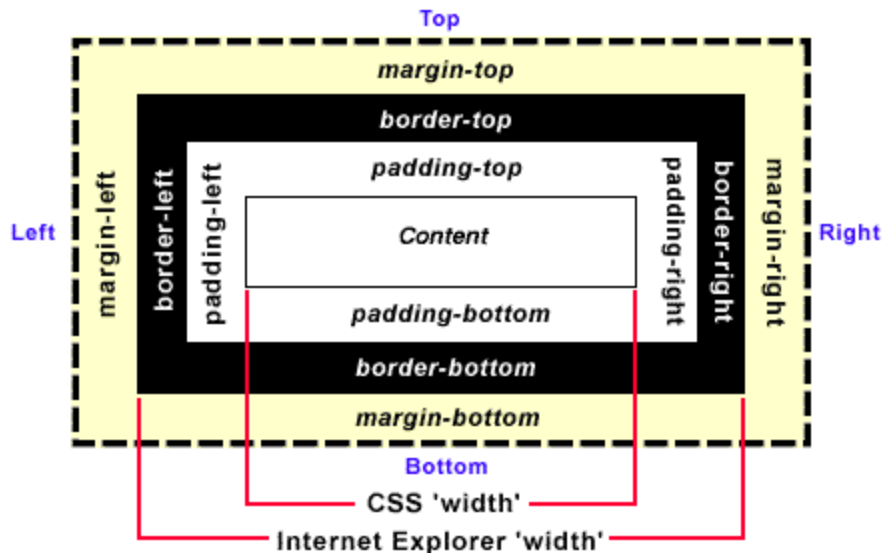 Top
margin-top
border-top
padding-top
Left
margin-left
border-left
padding-left
Content
padding-right
border-right
margin-right
Right
padding-bottom
border-bottom
margin-bottom
Bottom
CSS 'width'
Internet Explorer 'width'